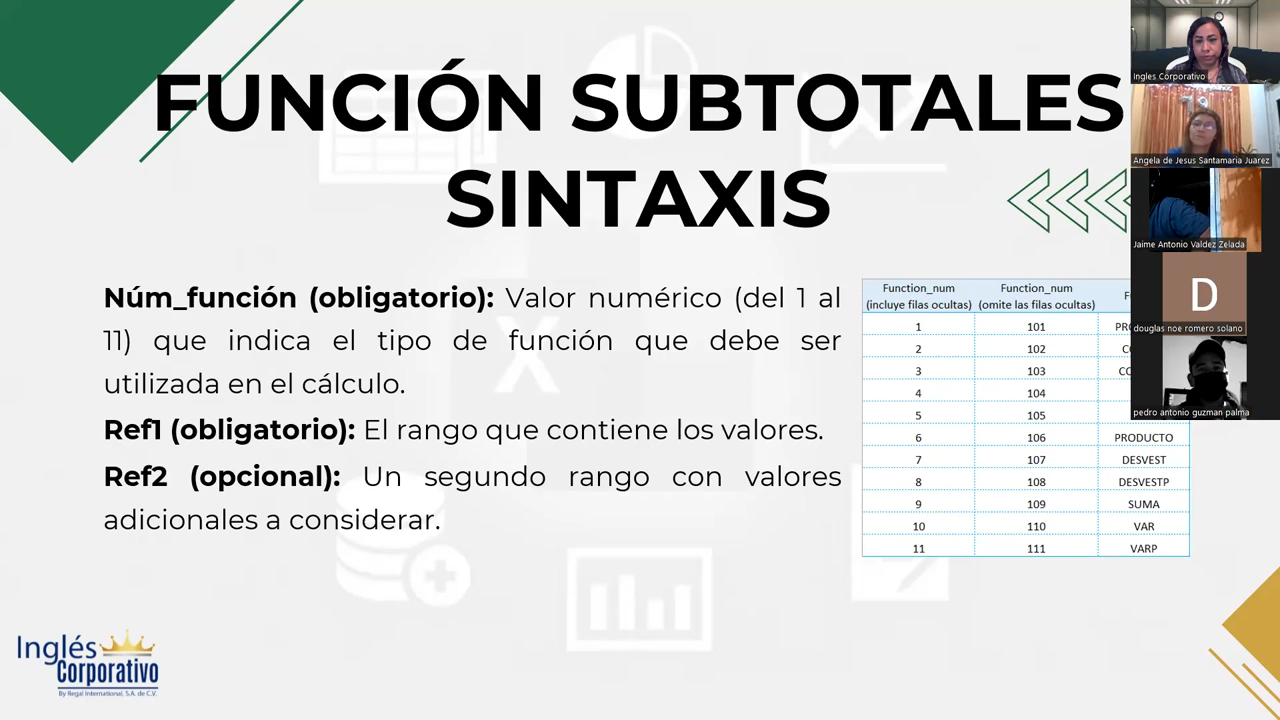 FUNCIÓN SUBTOTALES
SINTAXIS
Núm_función (obligatorio): Valor numérico (del 1 al
11) que indica el tipo de función que debe ser
utilizada en el cálculo.
Ref1 (obligatorio): El rango que contiene los valores.
Ref2 (opcional): Un segundo rango con valores
adicionales a considerar.
Function_num Function_num
(incluye filas ocultas) (omite las filas ocultas)
1 101
2 102
3 103
4 104
5 105
6 106 PRODUCTO
7 107 DESVEST
8 108 DESVESTP
9 109 SUMA
10 110 VAR
11 111 VARP
Ingles Corporativo
Angela de Jesus Santamaria Juarez
Jaime Antonio Valdez Zelada
D
douglas noe romero solano
pedro antonio guzman palma
Inglés
Corporativo
By Regal International, S.A. de C.V.